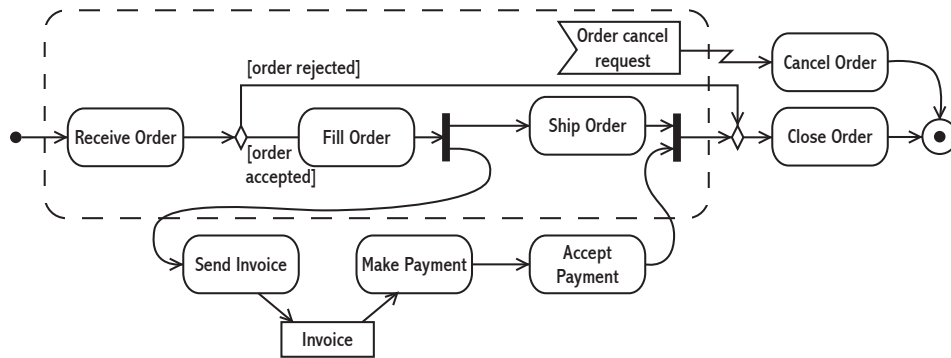 Order cancel
request
Cancel Order
[order rejected]
Receive Order
Fill Order
Ship Order
Close Order
[order
accepted]
Send Invoice
Make Payment
Accept
Payment
Invoice